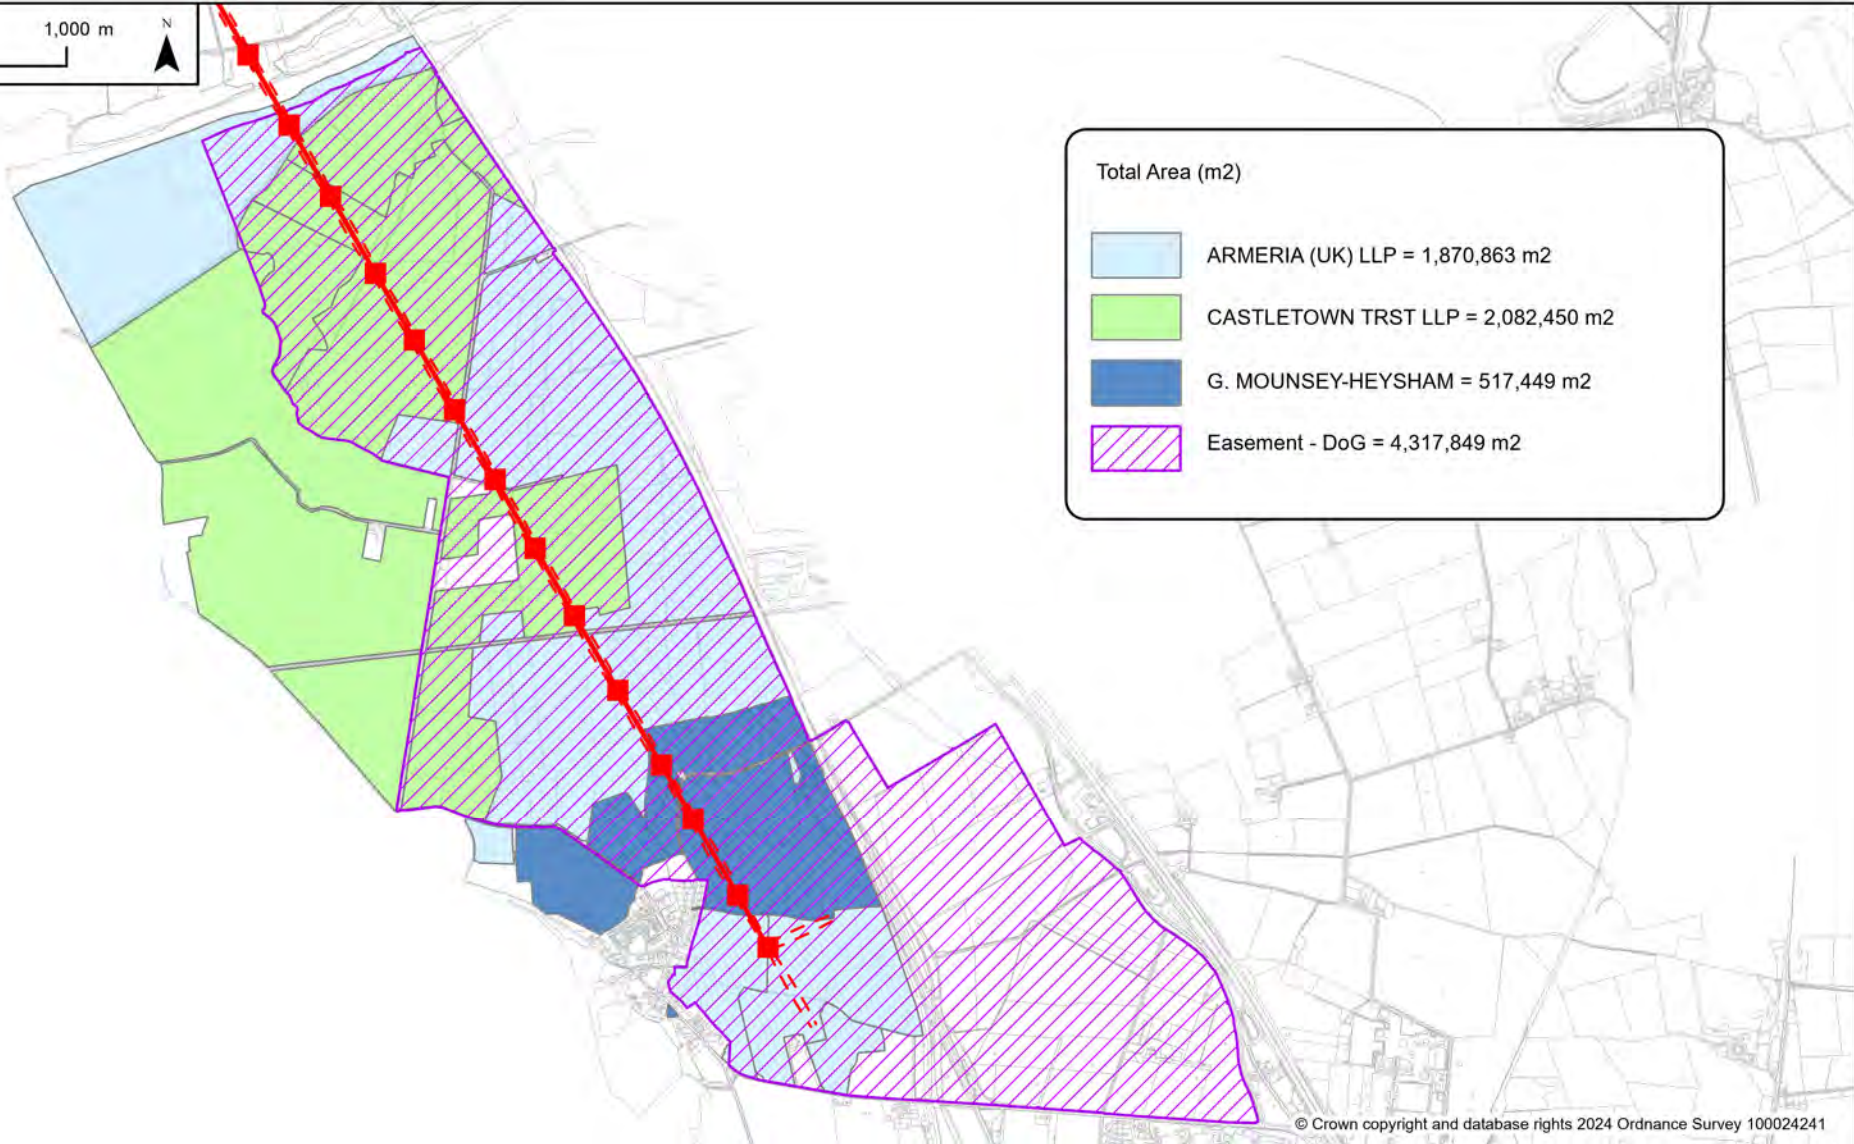 1,000 m
N
Total Area (m2)
ARMERIA (UK) LLP = 1,870,863 m2
CASTLETOWN TRST LLP = 2,082,450 m2
G. MOUNSEY-HEYSHAM = 517,449 m2
Easement - DoG = 4,317,849 m2
© Crown copyright and database rights 2024 Ordnance Survey 100024241